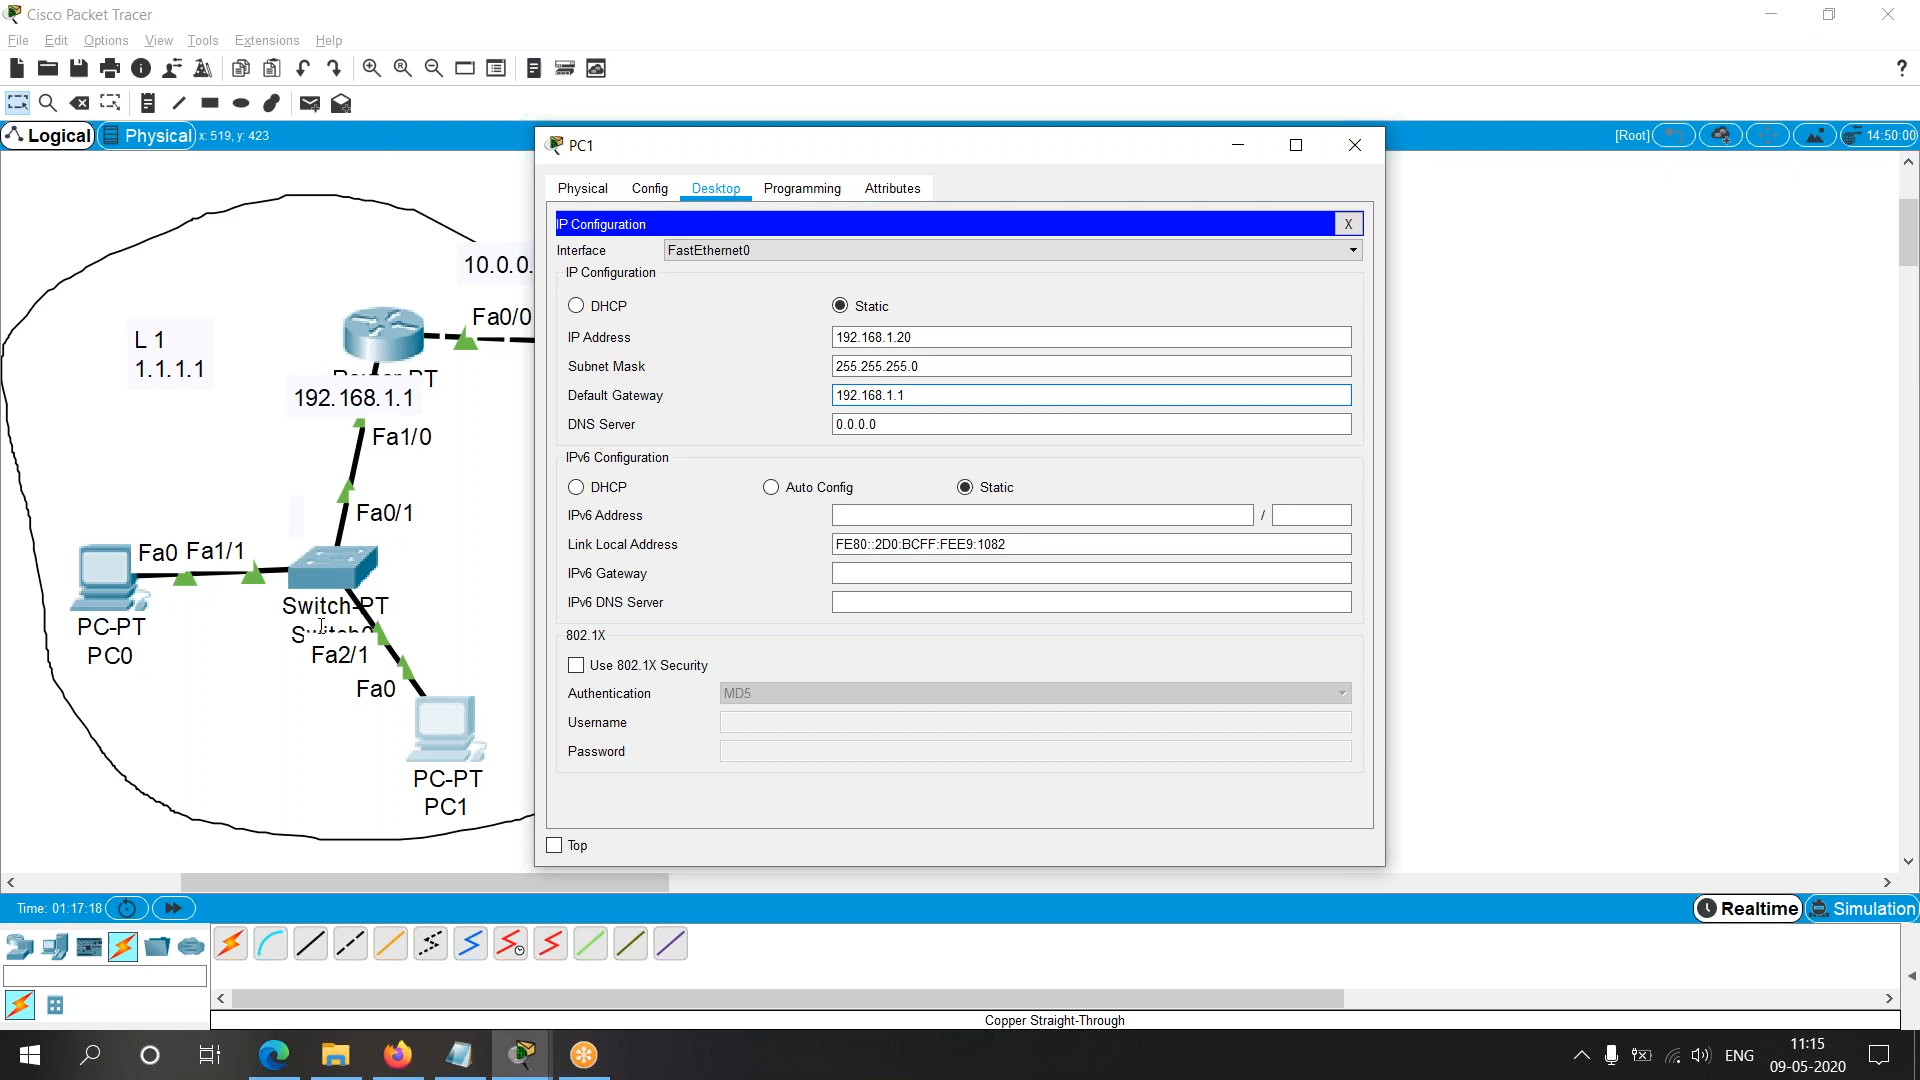 Cisco Packet Tracer
File Edit Options View Tools Extensions Help
?
Logical Physical x: 519, y: 423 [Root] 14:50:00
PC1
Physical Config Desktop Programming Attributes
IP Configuration X
Interface FastEthernet0
IP Configuration
DHCP Static
IP Address 192.168.1.20
Subnet Mask 255.255.255.0
Default Gateway 192.168.1.1
DNS Server 0.0.0.0
IPv6 Configuration
DHCP Auto Config Static
IPv6 Address /
Link Local Address FE80::2D0:BCFF:FEE9:1082
IPv6 Gateway
IPv6 DNS Server
802.1X
Use 802.1X Security
Authentication MD5
Username
Password
Top
10.0.0.
Fa0/0
L 1
1.1.1.1
192.168.1.1
Fa1/0
Fa0/1
Fa0 Fa1/1
PC-PT
PC0
Switch-PT
Fa2/1
Fa0
PC-PT
PC1
Time: 01:17:18 Realtime Simulation
Copper Straight-Through
ENG
11:15
09-05-2020